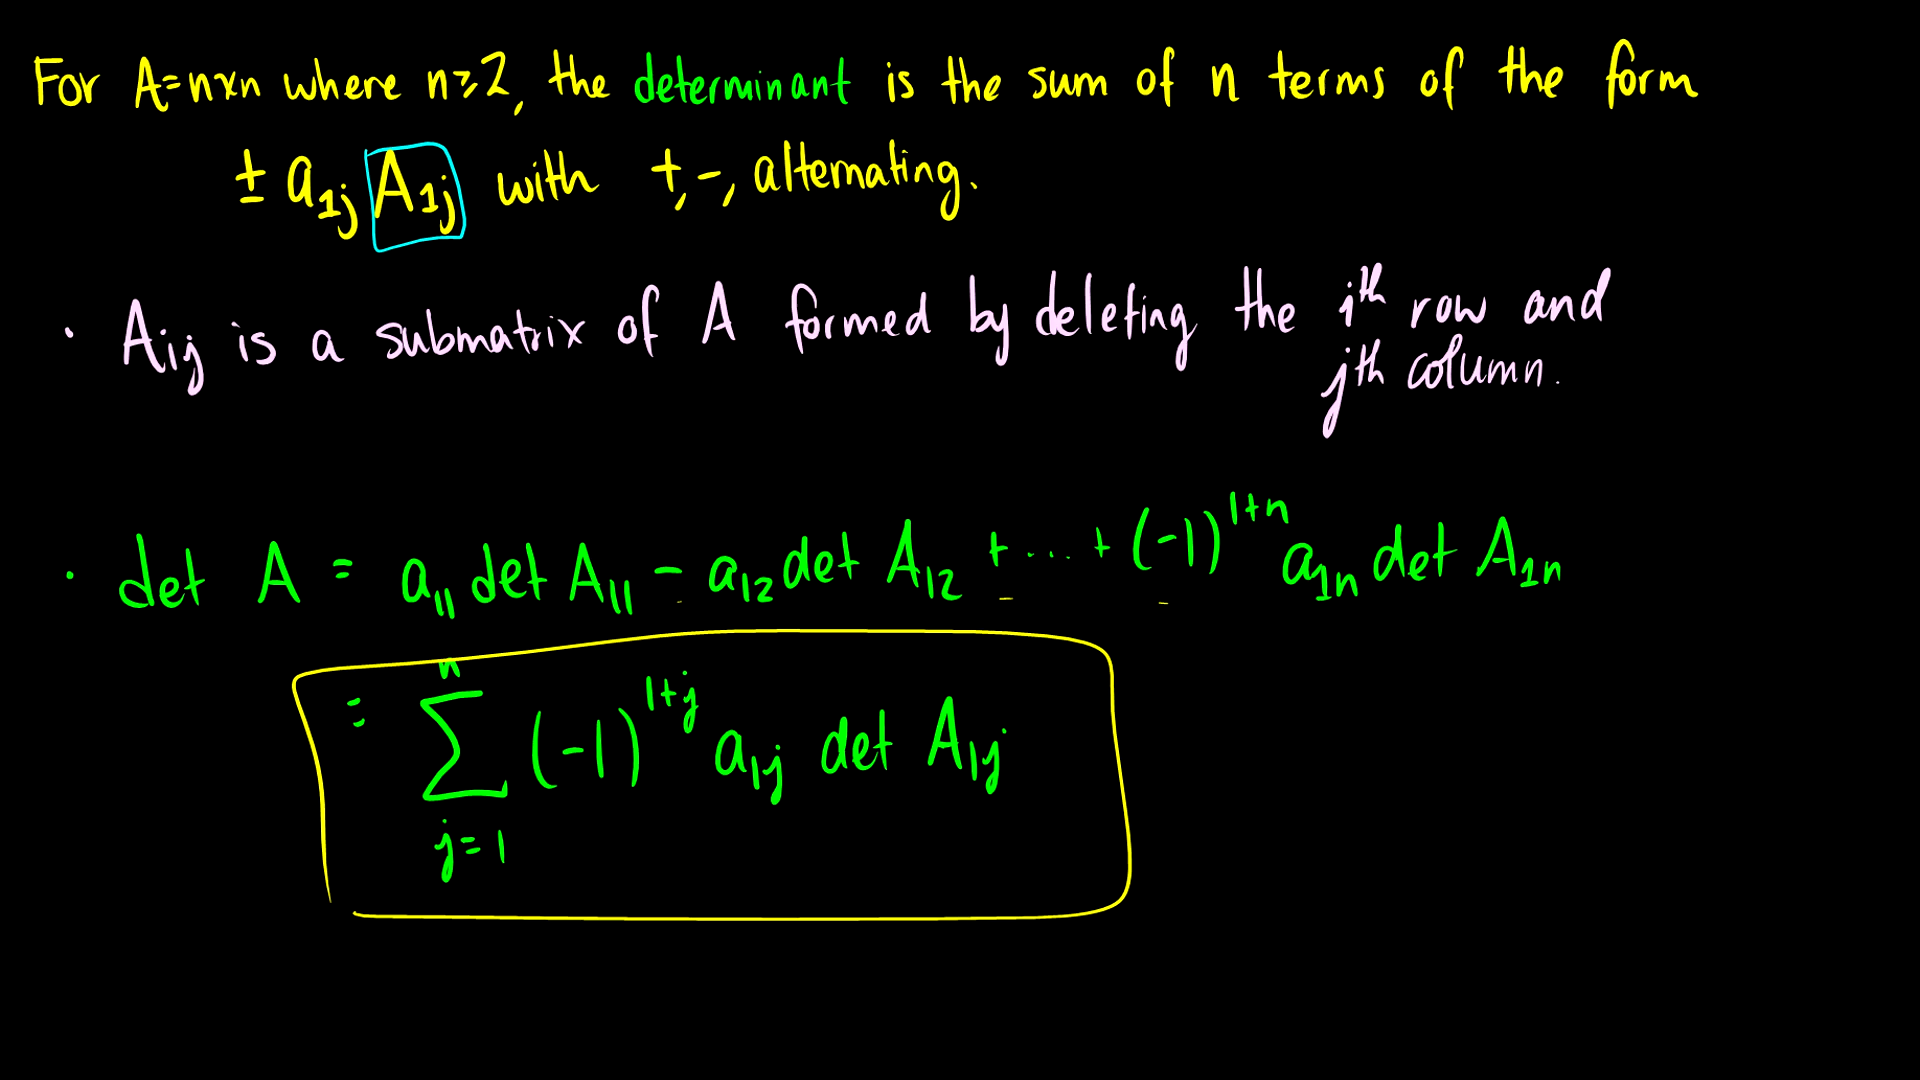 For A=n×n where n≥2, the determinant is the sum of n terms of the form
± a₁ⱼ A₁ⱼ with +,-, alternating.
· Aᵢⱼ is a submatrix of A formed by deleting the iᵗʰ row and
jᵗʰ column.
· det A = a₁₁ det A₁₁ - a₁₂ det A₁₂ + ... + (-1)¹⁺ⁿ a₁ₙ det A₁ₙ
= ∑ⁿⱼ₌₁ (-1)¹⁺ʲ a₁ⱼ det A₁ⱼ